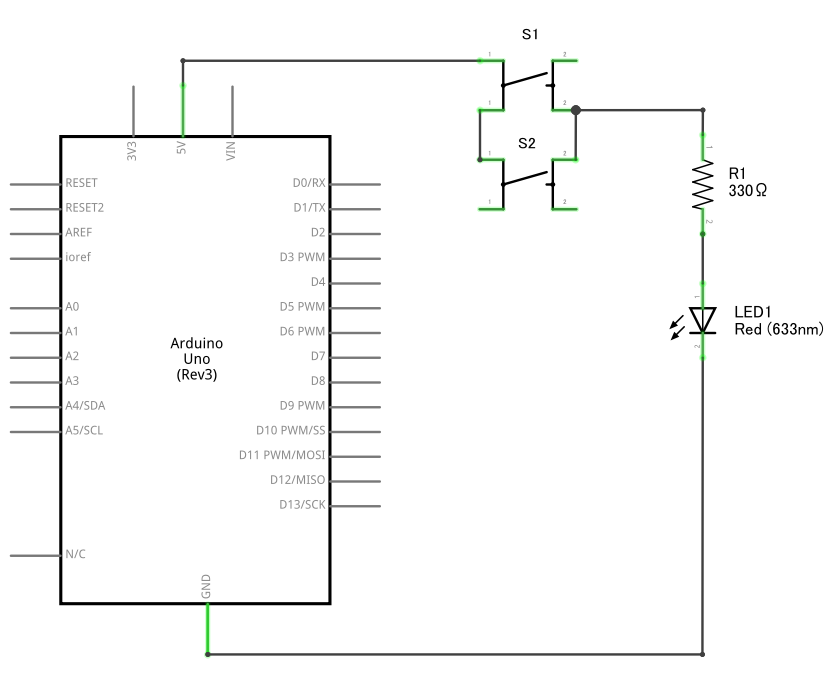 S1
1
2
1
2
S2
1
2
1
2
3V3
5V
VIN
RESET
RESET2
AREF
ioref
A0
A1
A2
A3
A4/SDA
A5/SCL
N/C
Arduino
Uno
(Rev3)
D0/RX
D1/TX
D2
D3 PWM
D4
D5 PWM
D6 PWM
D7
D8
D9 PWM
D10 PWM/SS
D11 PWM/MOSI
D12/MISO
D13/SCK
GND
1
R1
330Ω
2
1
LED1
Red (633nm)
2